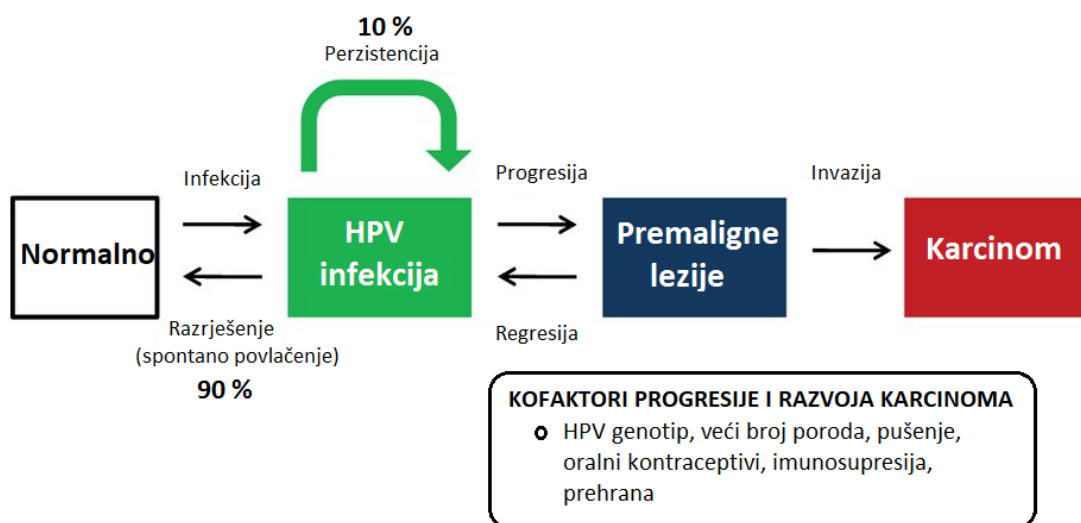 10 %
Perzistencija
Infekcija
Progresija
Invazija
Normalno
HPV
infekcija
Premaligne
lezije
Karcinom
Razrješenje
(spontano povlačenje)
90 %
Regresija
KOFAKTORI PROGRESIJE I RAZVOJA KARCINOMA
HPV genotip, veći broj poroda, pušenje,
oralni kontraceptivi, imunosupresija,
prehrana